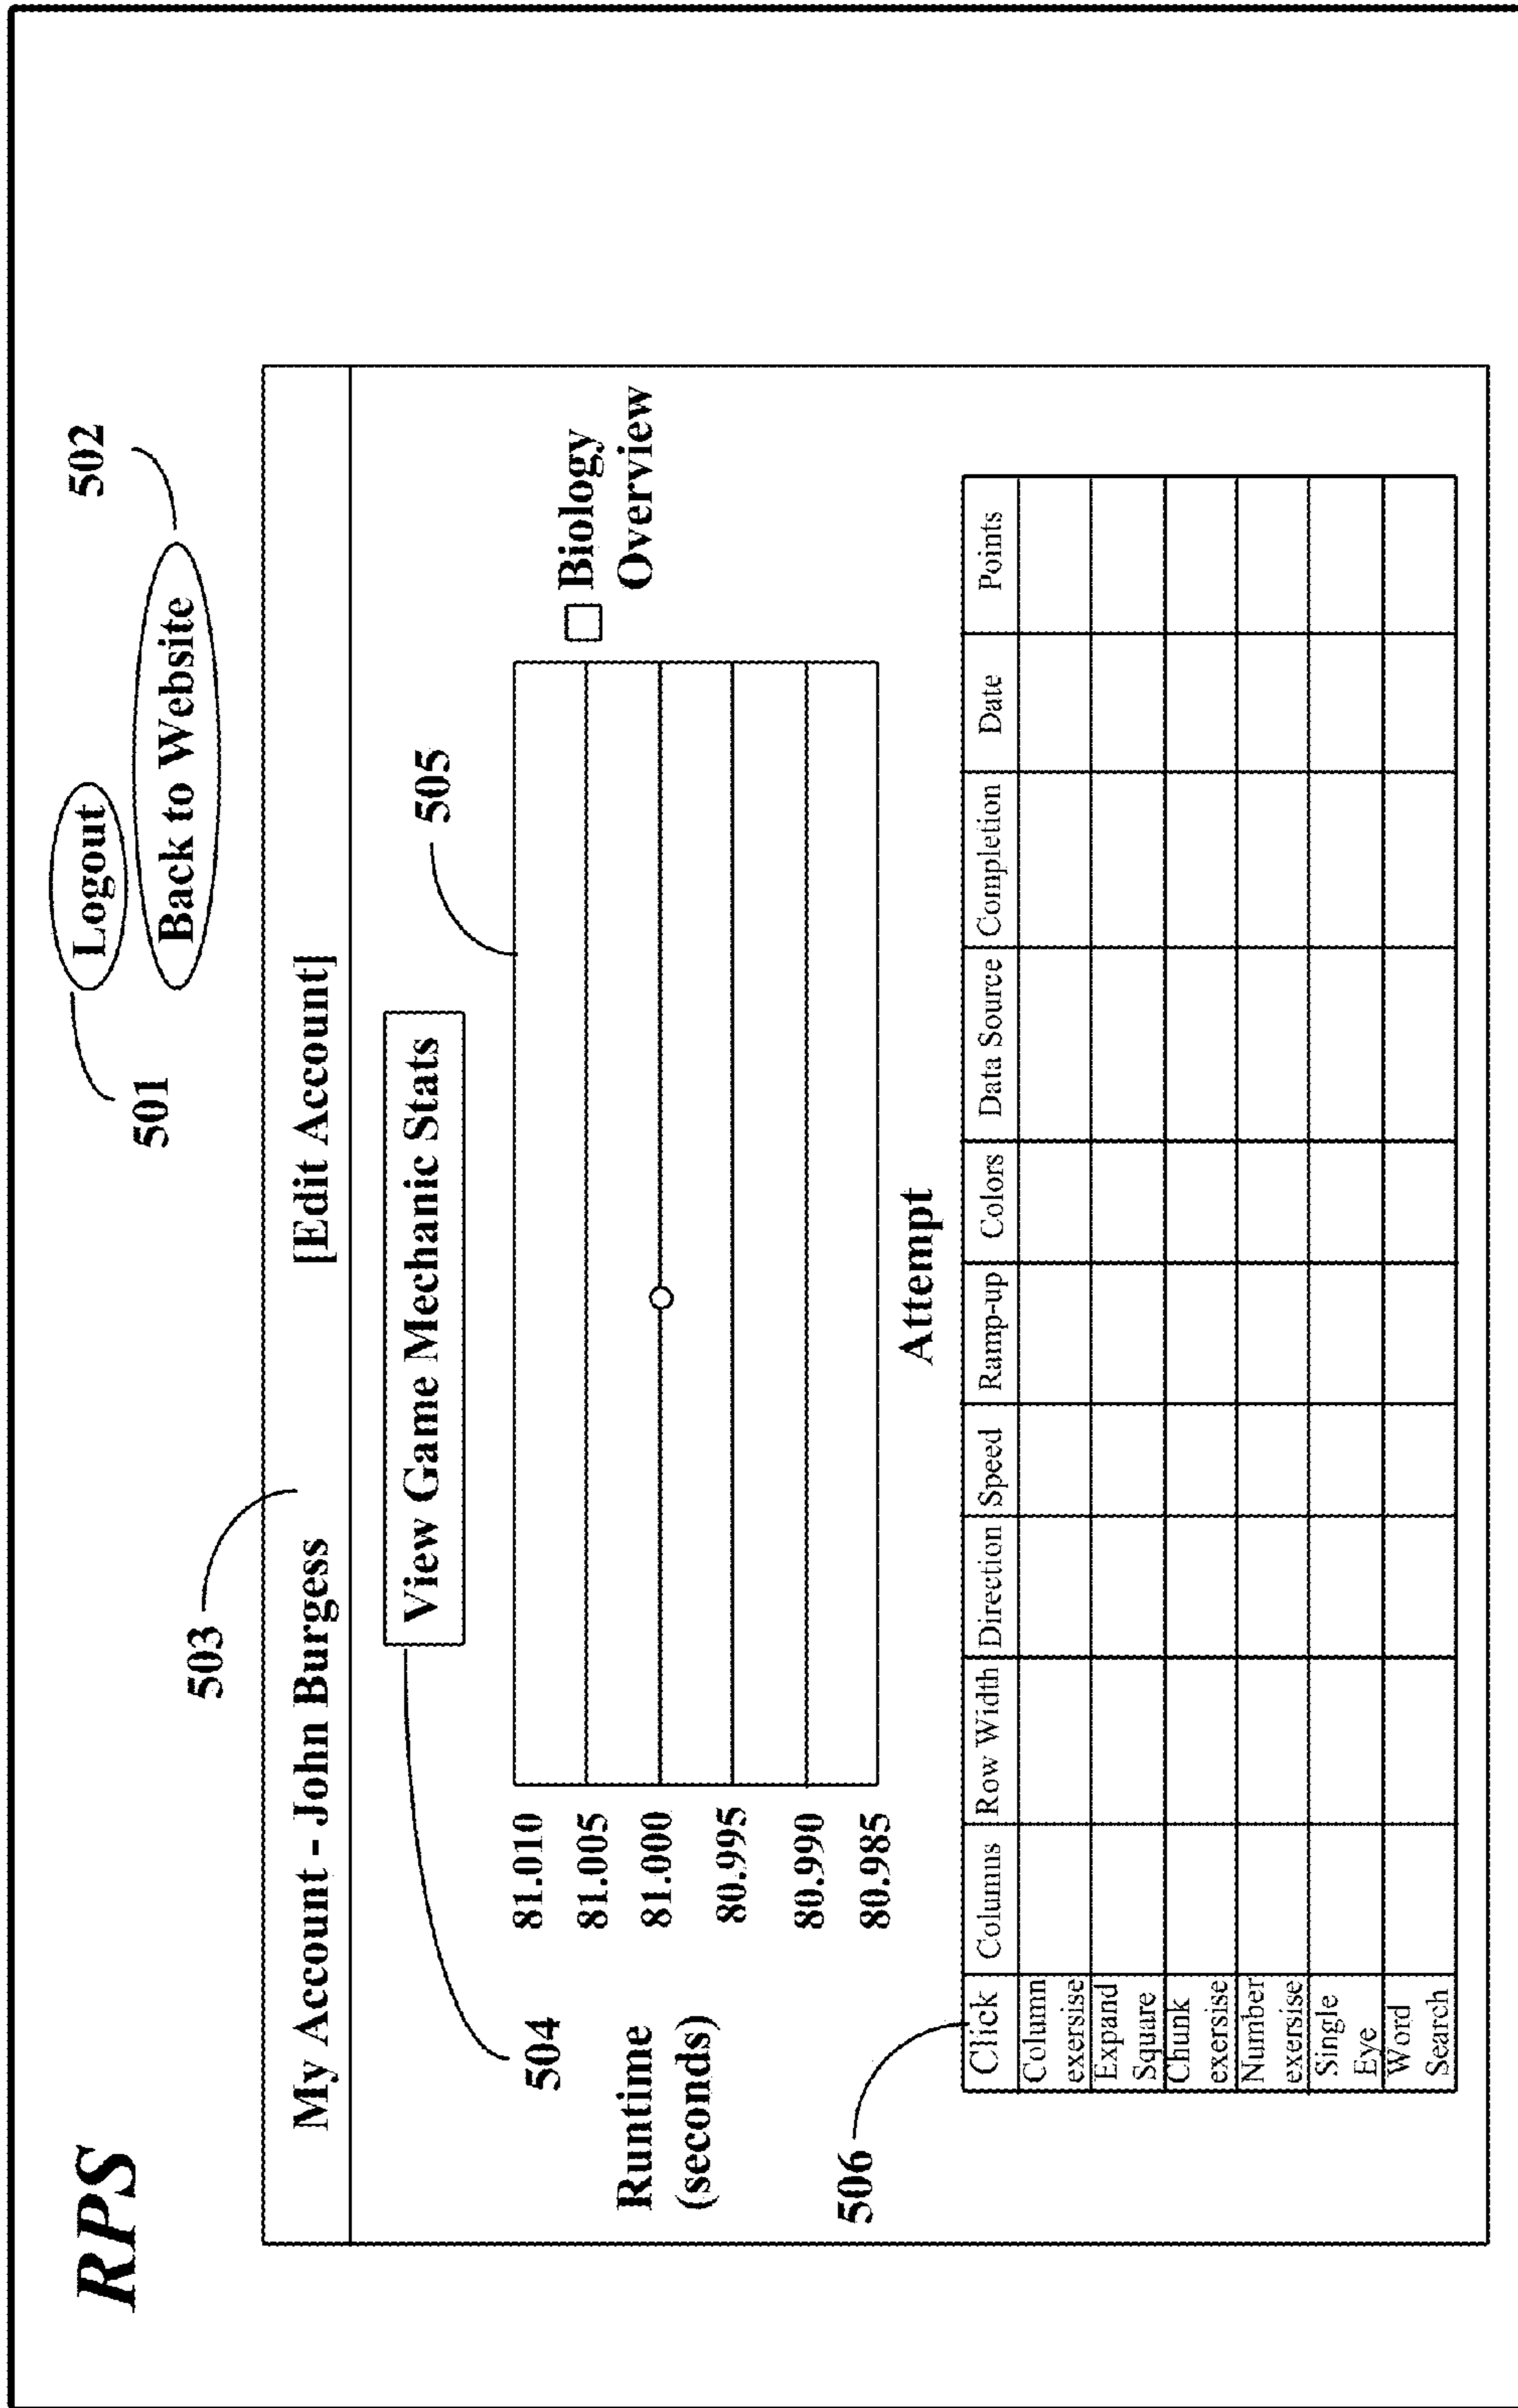 RPS
501
Logout
502
Back to Website
503
My Account - John Burgess
[Edit Account]
504
View Game Mechanic Stats
505
Runtime
(seconds)
81.010
81.005
81.000
80.995
80.990
80.985
Biology
Overview
Attempt
506
Click Columns Row Width Direction Speed Ramp-up Colors Data Source Completion Date Points
Column
exersise
Expand
Square
Chunk
exersise
Number
exersise
Single
Eye
Word
Search